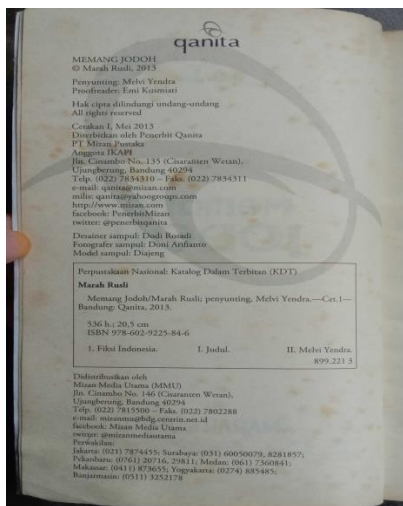 qanita
MEMANG JODOH
© Marah Rusli, 2013
Penyunting: Melvi Yendra
Proofreader: Emi Kusmiati
Hak cipta dilindungi undang-undang
All rights reserved
Cetakan I, Mei 2013
Diterbitkan oleh Penerbit Qanita
PT Mizan Pustaka
Anggota IKAPI
Jln. Cinambo No. 135 (Cisaranten Wetan),
Ujungberung, Bandung 40294
Telp. (022) 7834310 – Faks. (022) 7834311
e-mail: qanita@mizan.com
milis: qanita@yahoogroups.com
http://www.mizan.com
facebook: PenerbitMizan
twitter: @penerbitqanita
Desainer sampul: Dodi Rosadi
Fotografer sampul: Doni Arifianto
Model sampul: Diajeng
Perpustakaan Nasional: Katalog Dalam Terbitan (KDT)
Marah Rusli
Memang Jodoh/Marah Rusli; penyunting, Melvi Yendra.—Cet.1—
Bandung: Qanita, 2013.
536 h.; 20,5 cm
ISBN 978-602-9225-84-6
1. Fiksi Indonesia. I. Judul. II. Melvi Yendra.
899.221 3
Didistribusikan oleh
Mizan Media Utama (MMU)
Jln. Cinambo No. 146 (Cisaranten Wetan),
Ujungberung, Bandung 40294
Telp. (022) 7815500 – Faks. (022) 7802288
e-mail: mizanmu@bdg.centrin.net.id
facebook: Mizan Media Utama
twitter: @mizanmediautama
Perwakilan:
Jakarta: (021) 7874455; Surabaya: (031) 60050079, 8281857;
Pekanbaru: (0761) 20716, 29811; Medan: (061) 7360841;
Makassar: (0411) 873655; Yogyakarta: (0274) 885485;
Banjarmasin: (0511) 3252178